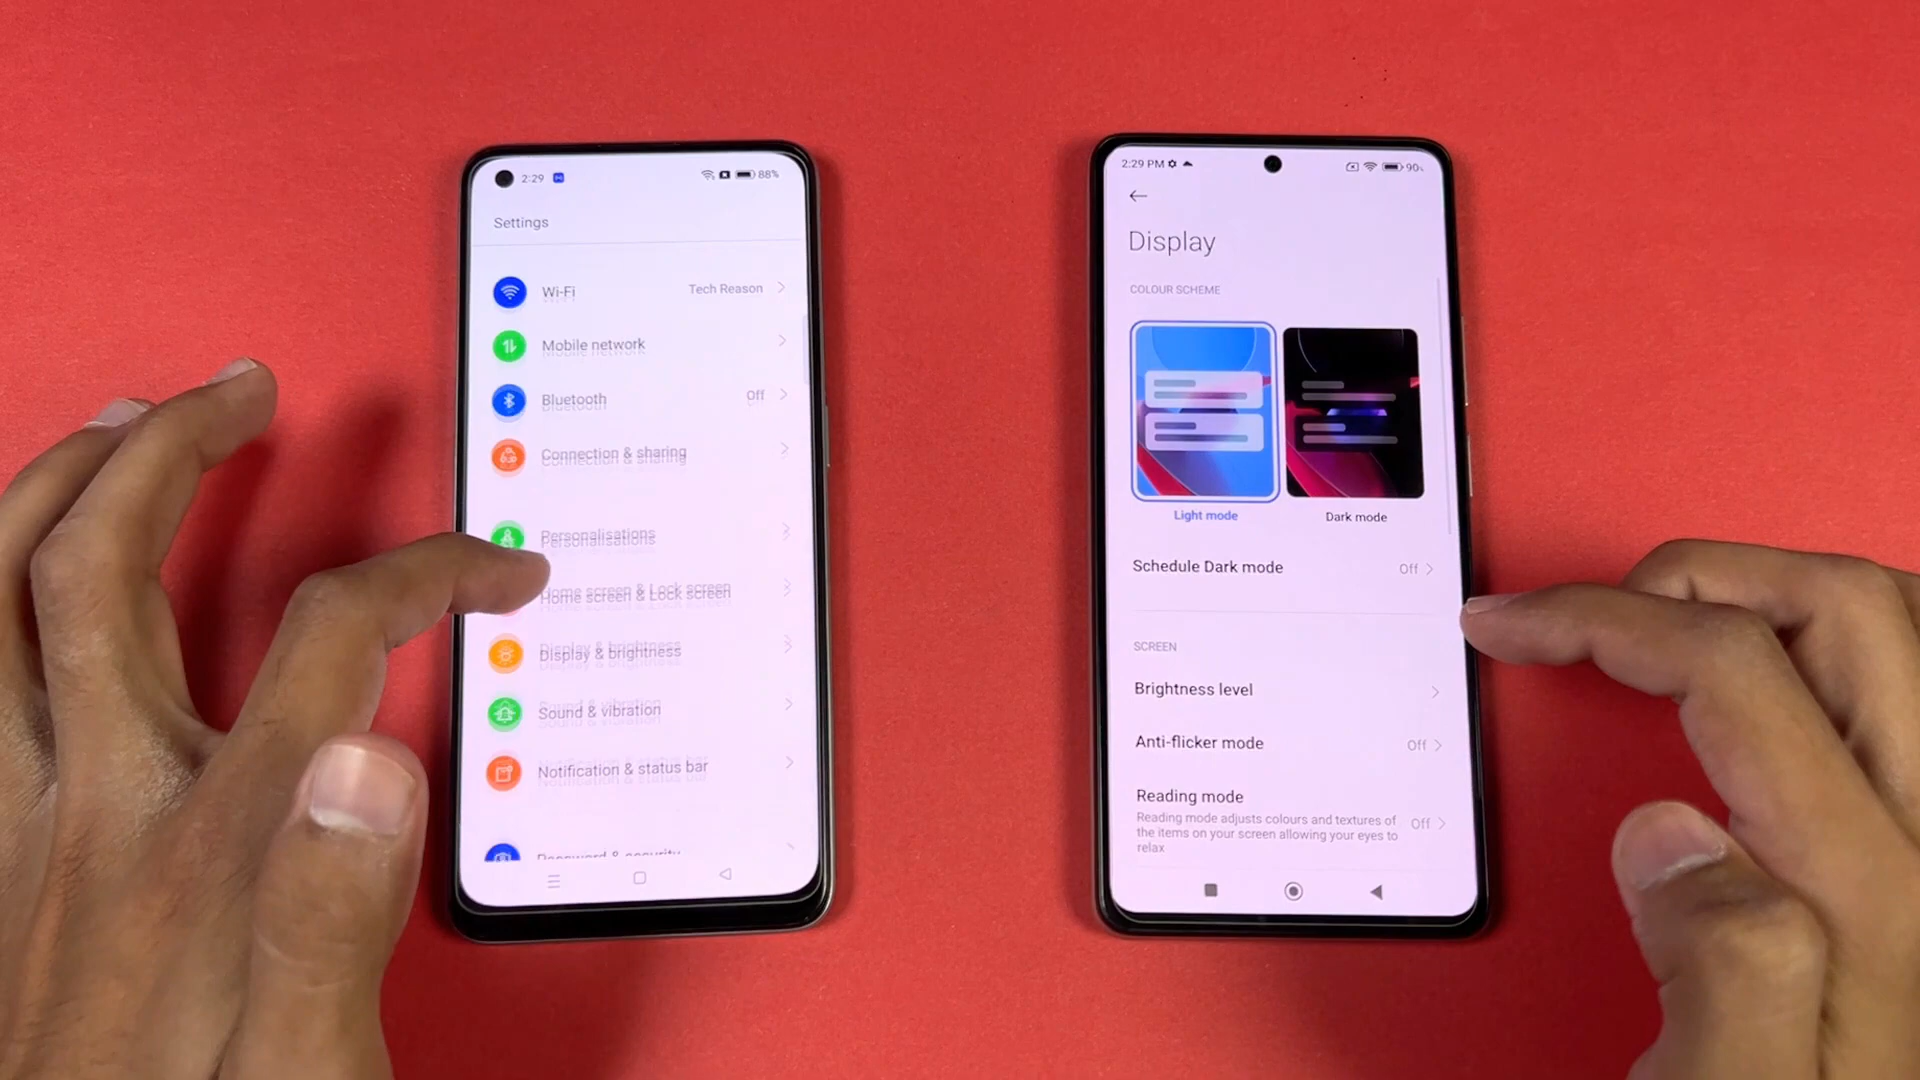 2:29
88%
Settings
Wi-Fi
Tech Reason
Mobile network
Bluetooth
Off
Connection & sharing
Personalisations
Home screen & Lock screen
Display & brightness
Sound & vibration
Notification & status bar
Password & security
2:29 PM
90%
Display
COLOUR SCHEME
Light mode
Dark mode
Schedule Dark mode
Off
SCREEN
Brightness level
Anti-flicker mode
Off
Reading mode
Reading mode adjusts colours and textures of
the items on your screen allowing your eyes to
relax
Off